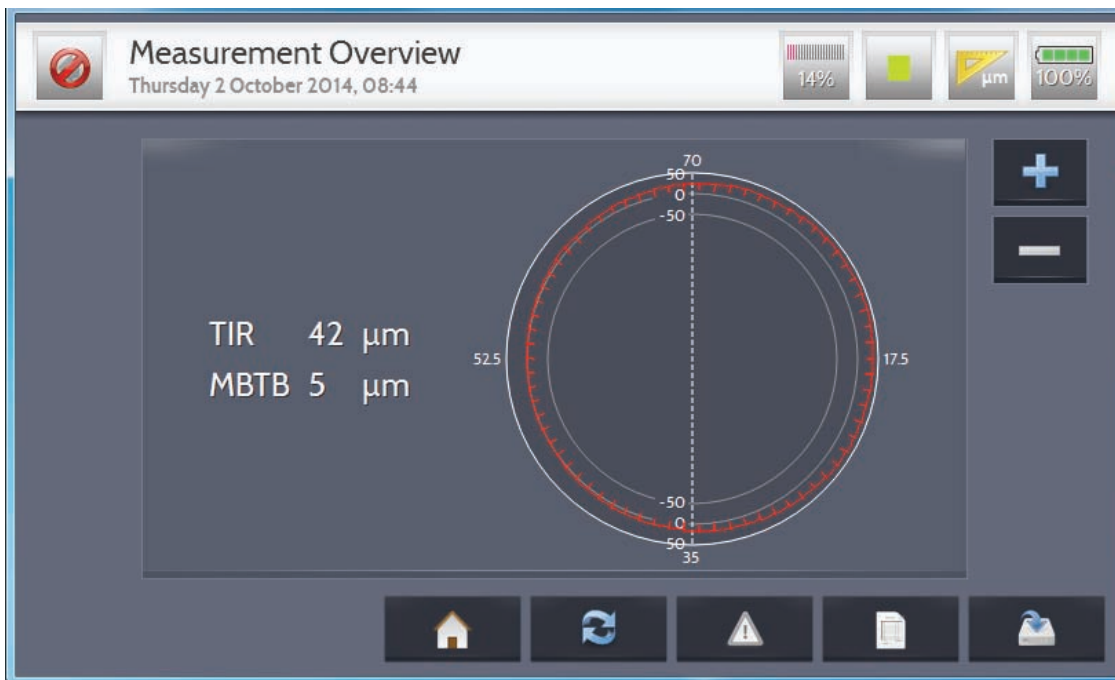 Measurement Overview
Thursday 2 October 2014, 08:44
14%
µm
100%
70
50
0
-50
TIR 42 µm
MBTB 5 µm
52.5
17.5
-50
0
50
35